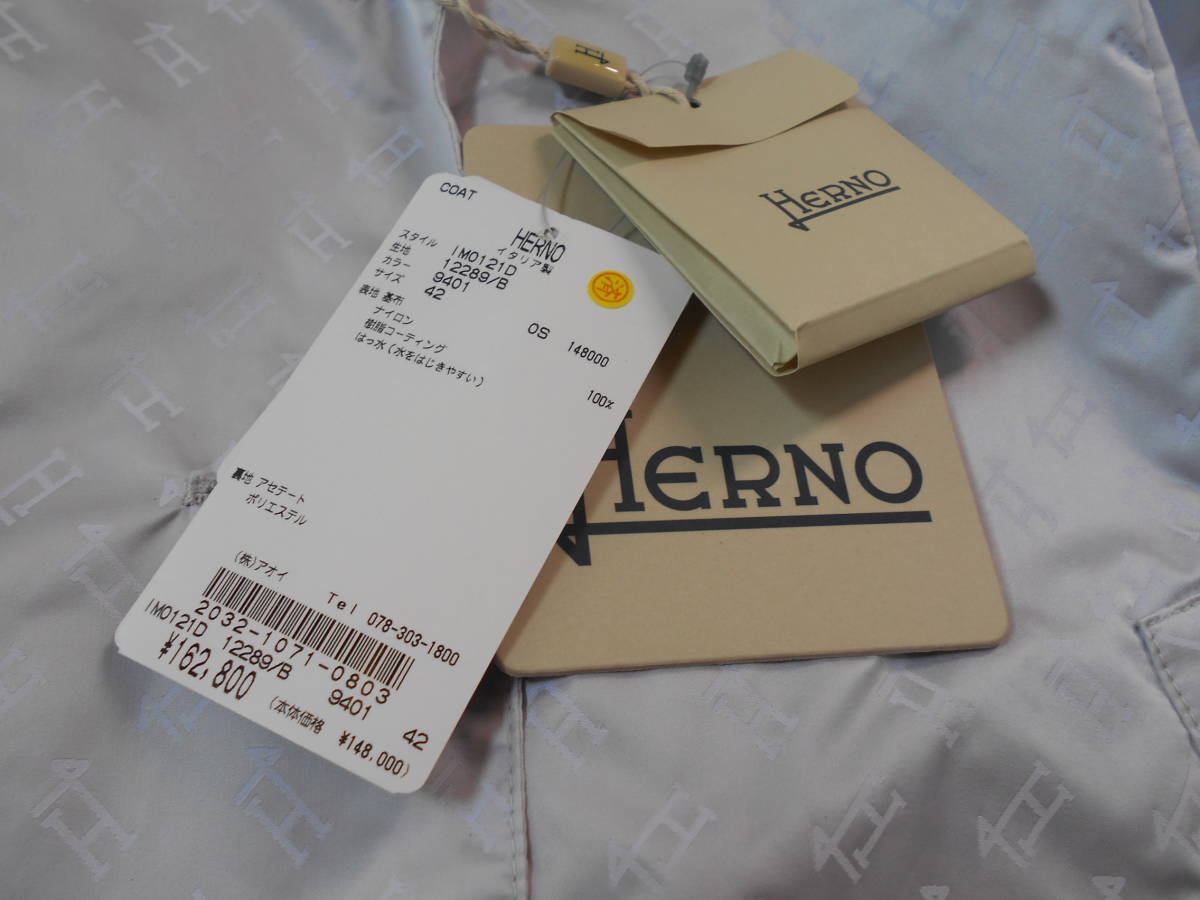 COAT
HERNO
イタリア製
スタイル IM0121D
生地 12289/B
カラー 9401
サイズ 42
表地 基布
ナイロン 100%
樹脂コーティング
はっ水(水をはじきやすい)
OS 148000
裏地 アセテート
ポリエステル
(株)アオイ
Tel 078-303-1800
2032-1071-0803
IM0121D 12289/B 9401 42
¥162,800
(本体価格 ¥148,000)
HERNO
HERNO